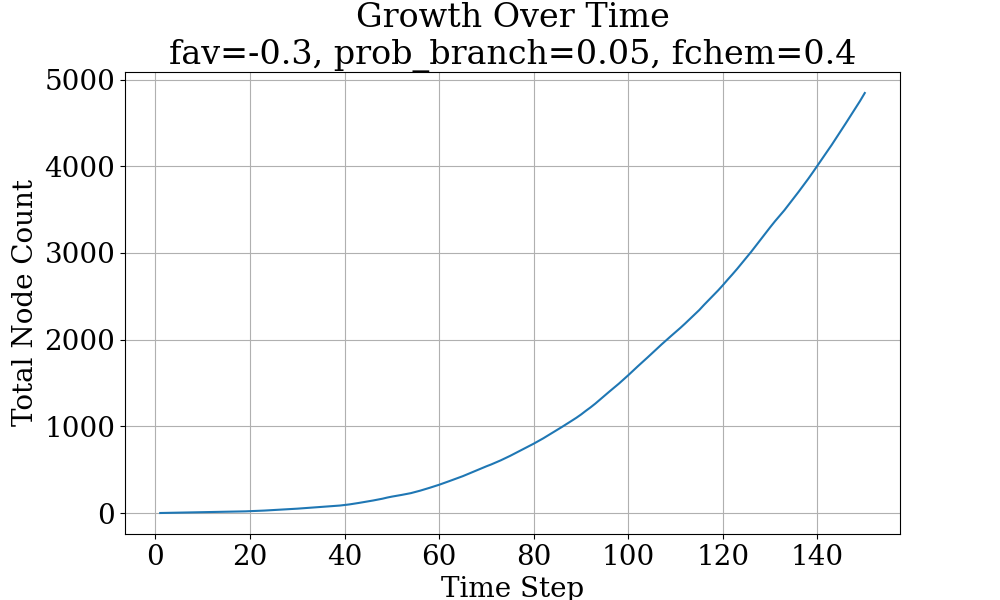 Growth Over Time
fav=-0.3, prob_branch=0.05, fchem=0.4
5000
4000
3000
2000
1000
0
Total Node Count
0 20 40 60 80 100 120 140
Time Step